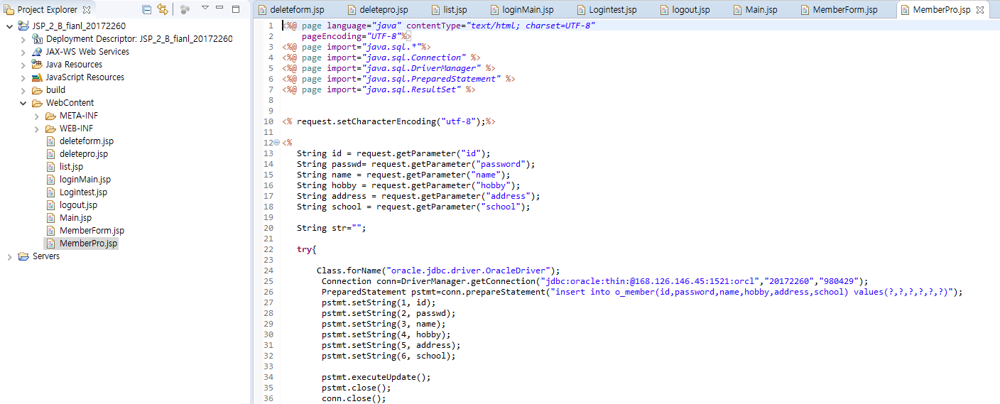 Project Explorer
JSP_2_B_fianl_20172260
Deployment Descriptor: JSP_2_B_fianl_20172260
JAX-WS Web Services
Java Resources
JavaScript Resources
build
WebContent
META-INF
WEB-INF
deleteform.jsp
deletepro.jsp
list.jsp
loginMain.jsp
Logintest.jsp
logout.jsp
Main.jsp
MemberForm.jsp
MemberPro.jsp
Servers
deleteform.jsp deletepro.jsp list.jsp loginMain.jsp Logintest.jsp logout.jsp Main.jsp MemberForm.jsp MemberPro.jsp
1 <%@ page language="java" contentType="text/html; charset=UTF-8"
2 pageEncoding="UTF-8"%>
3 <%@ page import="java.sql.*"%>
4 <%@ page import="java.sql.Connection" %>
5 <%@ page import="java.sql.DriverManager" %>
6 <%@ page import="java.sql.PreparedStatement" %>
7 <%@ page import="java.sql.ResultSet" %>
8
9
10 <% request.setCharacterEncoding("utf-8");%>
11
12 <%
13 String id = request.getParameter("id");
14 String passwd= request.getParameter("password");
15 String name = request.getParameter("name");
16 String hobby = request.getParameter("hobby");
17 String address = request.getParameter("address");
18 String school = request.getParameter("school");
19
20 String str="";
21
22 try{
23
24 Class.forName("oracle.jdbc.driver.OracleDriver");
25 Connection conn=DriverManager.getConnection("jdbc:oracle:thin:@168.126.146.45:1521:orcl","20172260","980429");
26 PreparedStatement pstmt=conn.prepareStatement("insert into o_member(id,password,name,hobby,address,school) values(?,?,?,?,?,?)");
27 pstmt.setString(1, id);
28 pstmt.setString(2, passwd);
29 pstmt.setString(3, name);
30 pstmt.setString(4, hobby);
31 pstmt.setString(5, address);
32 pstmt.setString(6, school);
33
34 pstmt.executeUpdate();
35 pstmt.close();
36 conn.close();